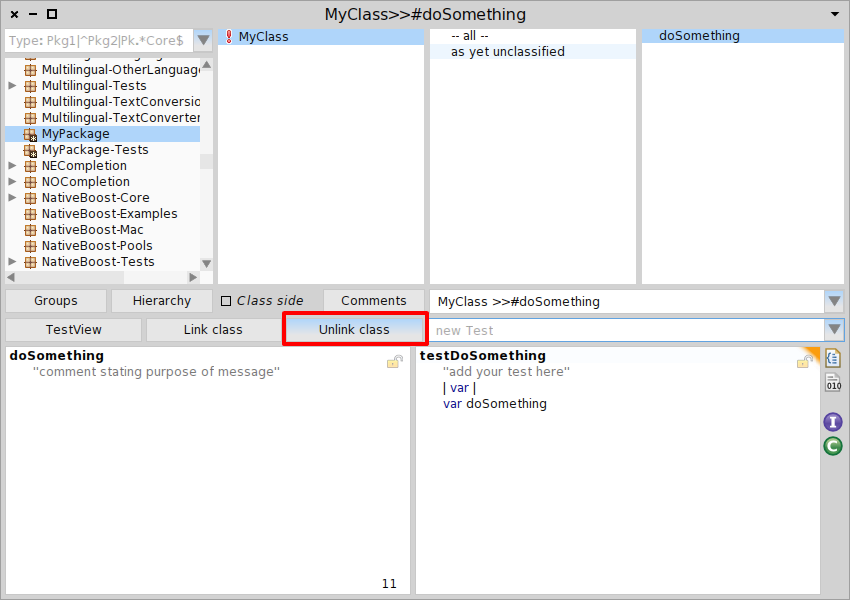 MyClass>>#doSomething
Type: Pkg1|^Pkg2|Pk.*Core$
Multilingual-OtherLanguage
Multilingual-Tests
Multilingual-TextConversio
Multilingual-TextConverter
MyPackage
MyPackage-Tests
NECompletion
NOCompletion
NativeBoost-Core
NativeBoost-Examples
NativeBoost-Mac
NativeBoost-Pools
NativeBoost-Tests
MyClass
-- all --
as yet unclassified
doSomething
Groups
Hierarchy
Class side
Comments
MyClass >>#doSomething
TestView
Link class
Unlink class
new Test
doSomething
"comment stating purpose of message"
11
testDoSomething
"add your test here"
| var |
var doSomething
010
I
C